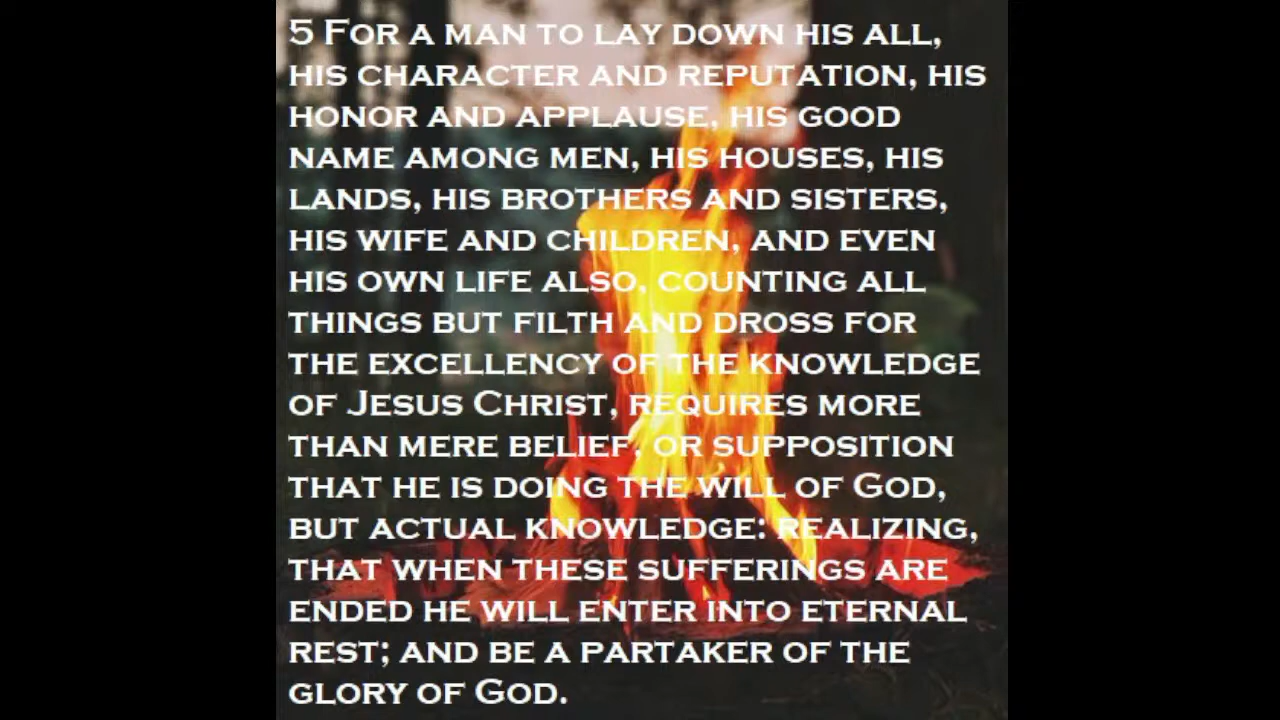 5 For a man to lay down his all,
his character and reputation, his
honor and applause, his good
name among men, his houses, his
lands, his brothers and sisters,
his wife and children, and even
his own life also, counting all
things but filth and dross for
the excellency of the knowledge
of Jesus Christ, requires more
than mere belief, or supposition
that he is doing the will of God,
but actual knowledge: realizing,
that when these sufferings are
ended he will enter into eternal
rest; and be a partaker of the
glory of God.